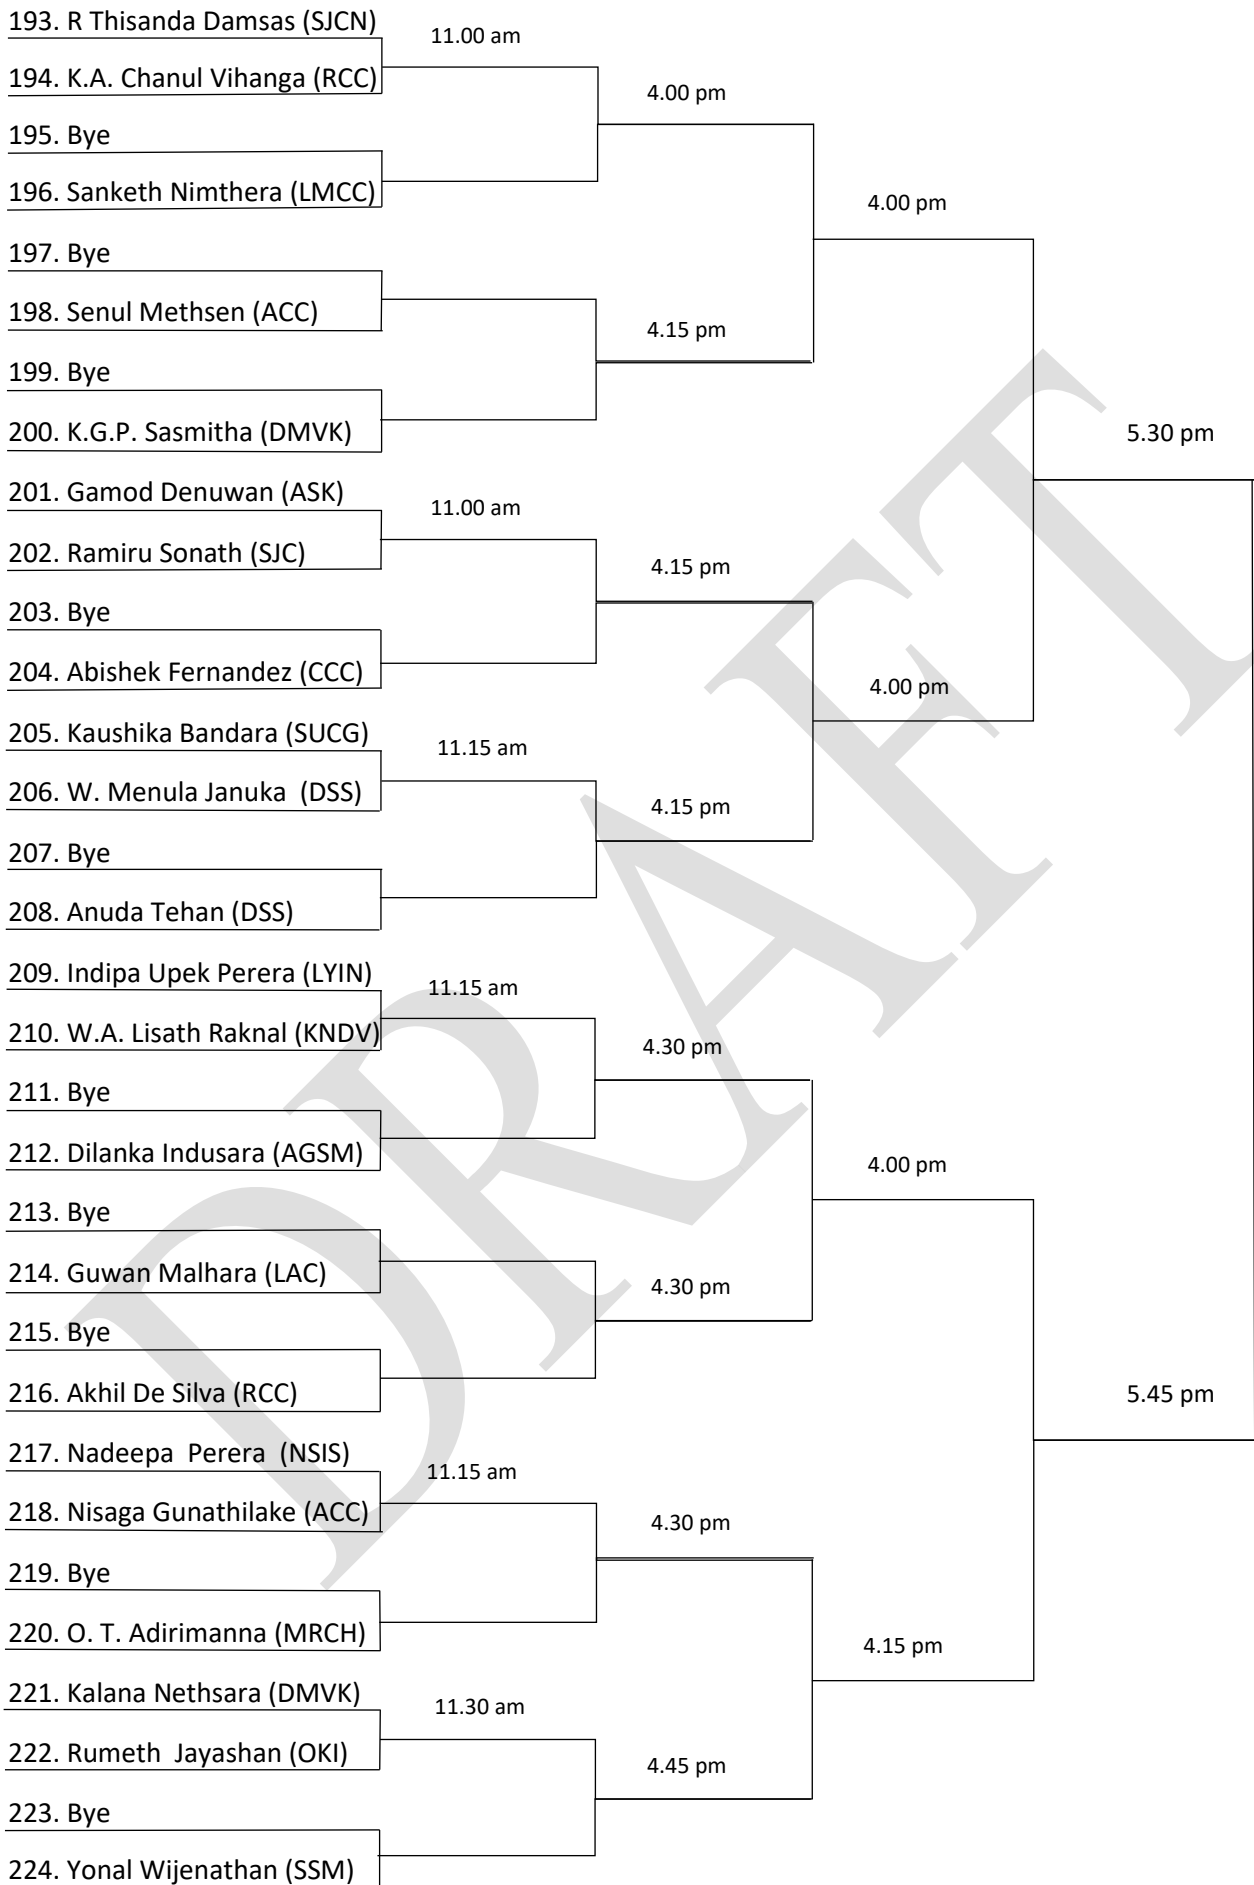 193. R Thisanda Damsas (SJCN)
11.00 am
194. K.A. Chanul Vihanga (RCC)
4.00 pm
195. Bye
196. Sanketh Nimthera (LMCC)
4.00 pm
197. Bye
198. Senul Methsen (ACC)
4.15 pm
199. Bye
200. K.G.P. Sasmitha (DMVK)
5.30 pm
201. Gamod Denuwan (ASK)
11.00 am
202. Ramiru Sonath (SJC)
4.15 pm
203. Bye
204. Abishek Fernandez (CCC)
4.00 pm
205. Kaushika Bandara (SUCG)
11.15 am
206. W. Menula Januka  (DSS)
4.15 pm
207. Bye
208. Anuda Tehan (DSS)
209. Indipa Upek Perera (LYIN)
11.15 am
210. W.A. Lisath Raknal (KNDV)
4.30 pm
211. Bye
212. Dilanka Indusara (AGSM)
4.00 pm
213. Bye
214. Guwan Malhara (LAC)
4.30 pm
215. Bye
216. Akhil De Silva (RCC)
5.45 pm
217. Nadeepa  Perera  (NSIS)
11.15 am
218. Nisaga Gunathilake (ACC)
4.30 pm
219. Bye
220. O. T. Adirimanna (MRCH)
4.15 pm
221. Kalana Nethsara (DMVK)
11.30 am
222. Rumeth  Jayashan (OKI)
4.45 pm
223. Bye
224. Yonal Wijenathan (SSM)
DRAFT